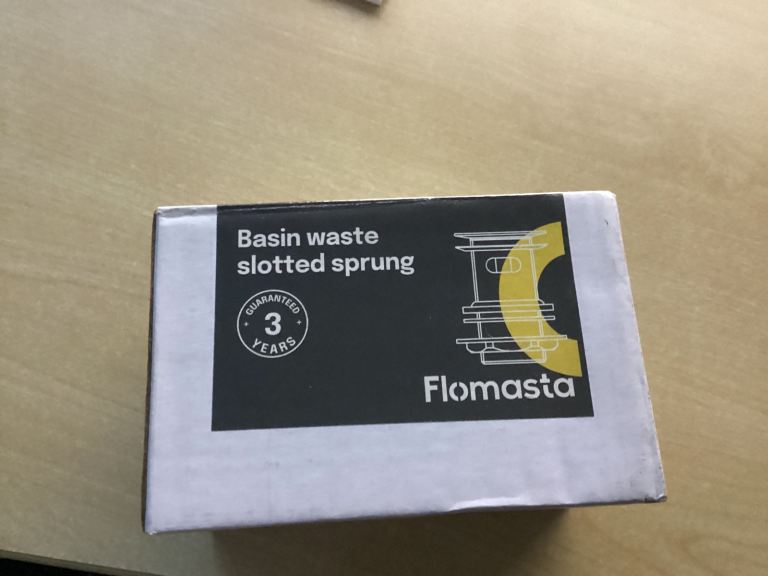 Basin waste
slotted sprung
GUARANTEED
3
YEARS
Flomasta